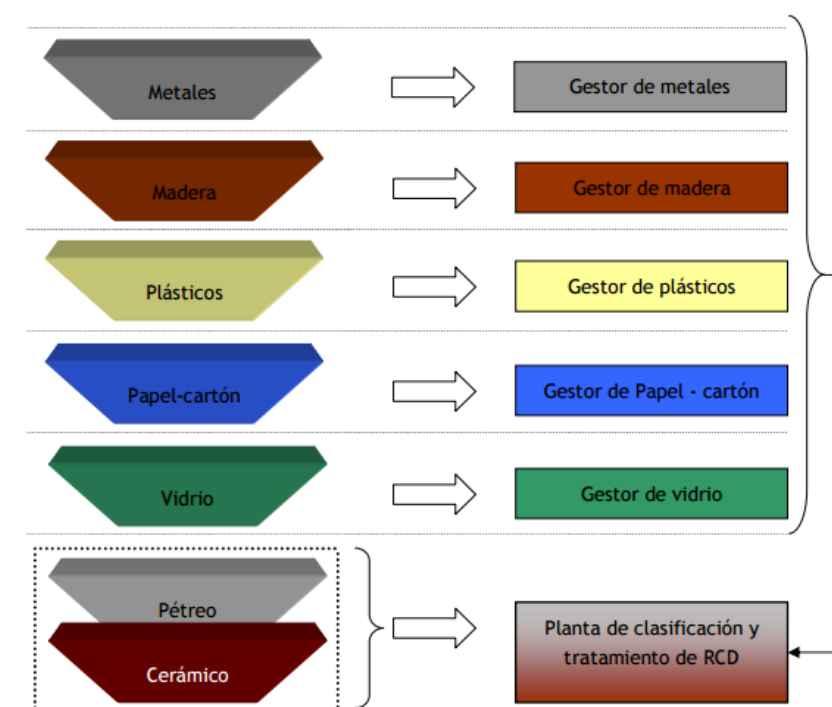 Metales
Gestor de metales
Madera
Gestor de madera
Plásticos
Gestor de plásticos
Papel-cartón
Gestor de Papel - cartón
Vidrio
Gestor de vidrio
Pétreo
Cerámico
Planta de clasificación y
tratamiento de RCD